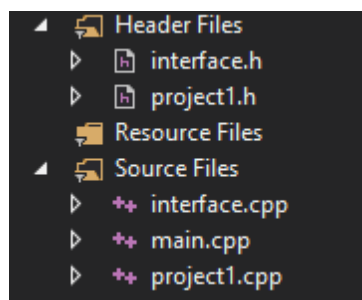 Header Files
interface.h
project1.h
Resource Files
Source Files
interface.cpp
main.cpp
project1.cpp